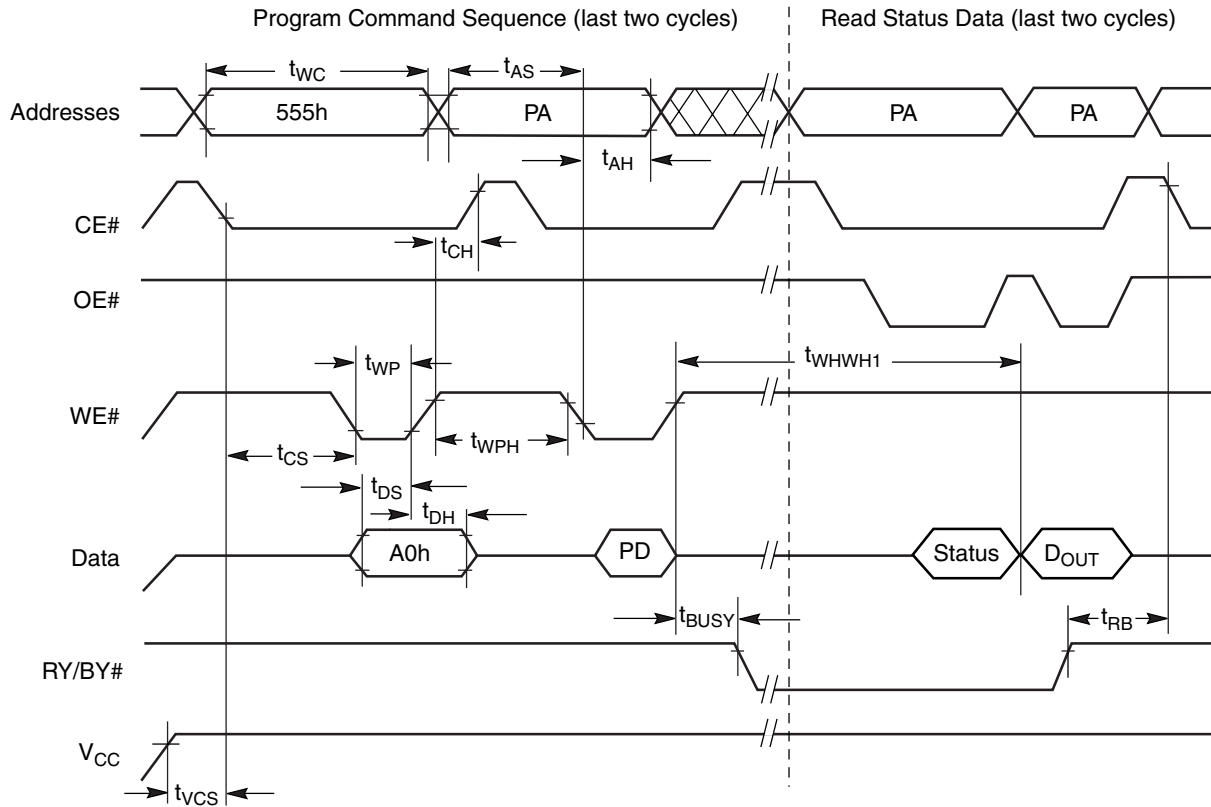 Program Command Sequence (last two cycles) Read Status Data (last two cycles)
tWC tAS
Addresses 555h PA PA PA
tAH
CE#
tCH
OE#
tWP tWHWH1
WE#
tCS tWPH
tDS
tDH
Data A0h PD Status DOUT
tBUSY tRB
RY/BY#
VCC
tVCS